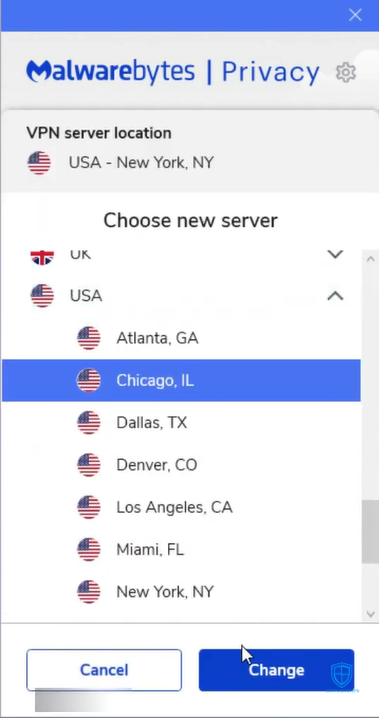 Malwarebytes | Privacy
VPN server location
USA - New York, NY
Choose new server
UK
USA
Atlanta, GA
Chicago, IL
Dallas, TX
Denver, CO
Los Angeles, CA
Miami, FL
New York, NY
Cancel
Change